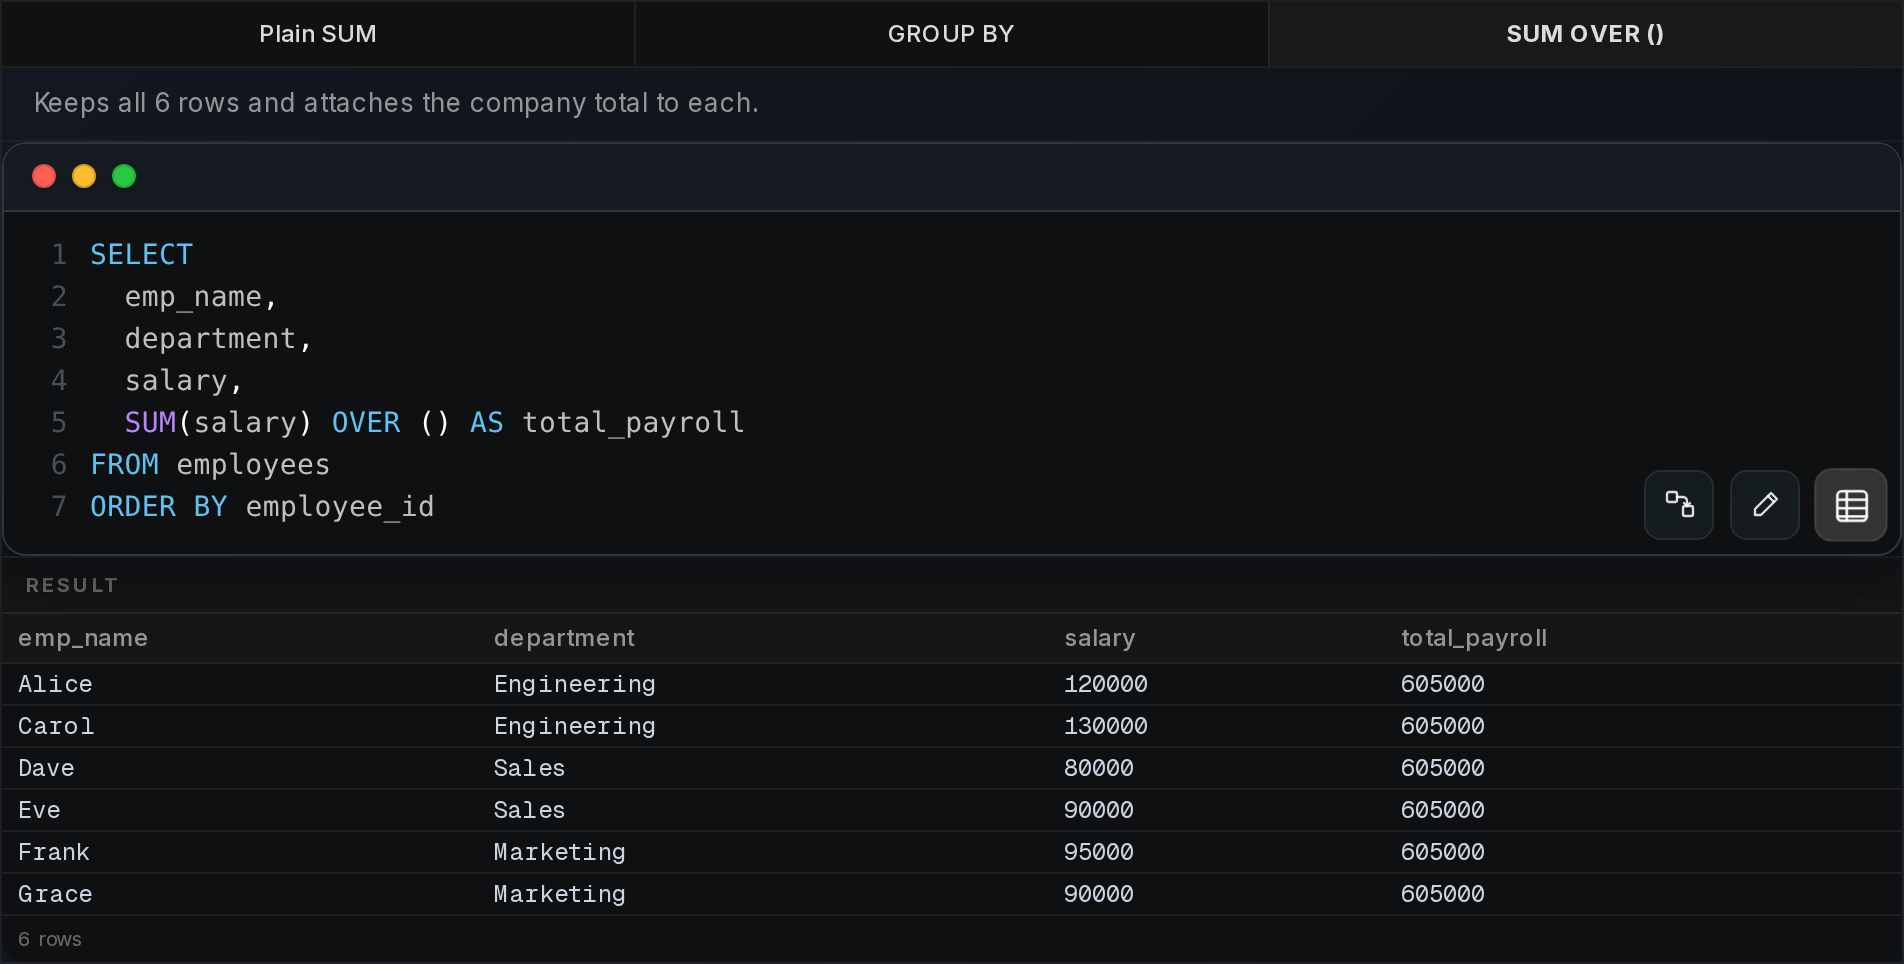 Plain SUM GROUP BY SUM OVER ()
Keeps all 6 rows and attaches the company total to each.
1 SELECT
2 emp_name,
3 department,
4 salary,
5 SUM(salary) OVER () AS total_payroll
6 FROM employees
7 ORDER BY employee_id
RESULT
emp_name department salary total_payroll
Alice Engineering 120000 605000
Carol Engineering 130000 605000
Dave Sales 80000 605000
Eve Sales 90000 605000
Frank Marketing 95000 605000
Grace Marketing 90000 605000
6 rows